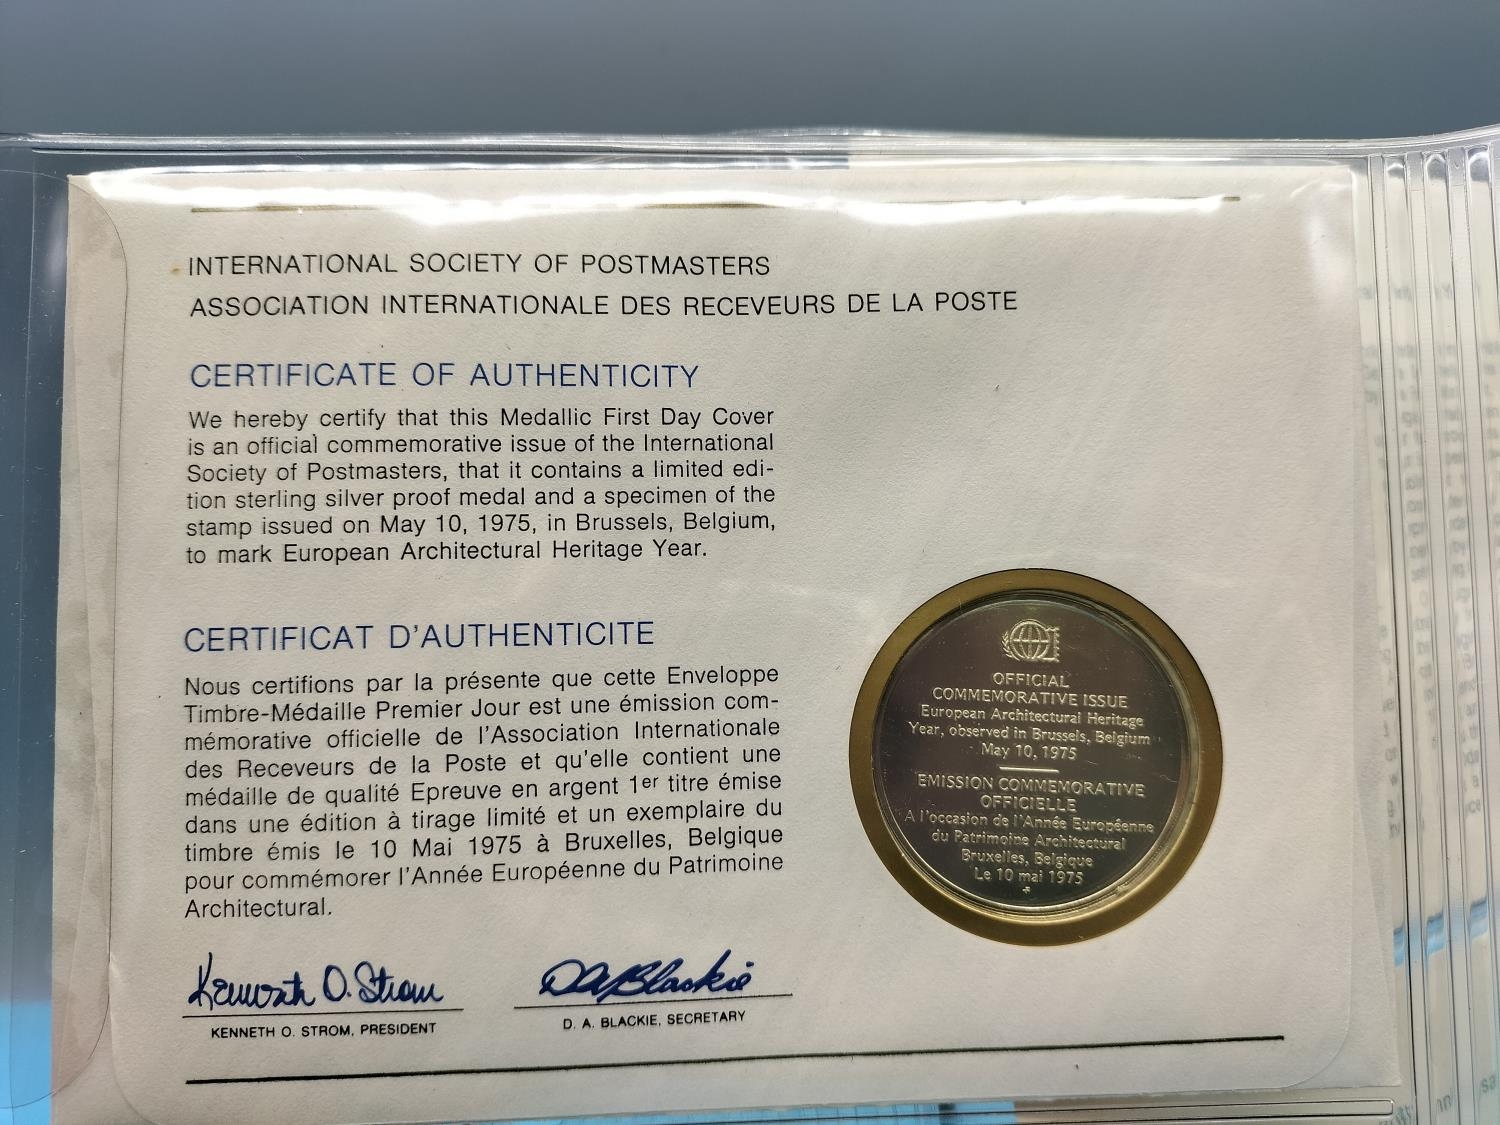 INTERNATIONAL SOCIETY OF POSTMASTERS
ASSOCIATION INTERNATIONALE DES RECEVEURS DE LA POSTE
CERTIFICATE OF AUTHENTICITY
We hereby certify that this Medallic First Day Cover
is an official commemorative issue of the International
Society of Postmasters, that it contains a limited edi-
tion sterling silver proof medal and a specimen of the
stamp issued on May 10, 1975, in Brussels, Belgium,
to mark European Architectural Heritage Year.
CERTIFICAT D'AUTHENTICITE
Nous certifions par la présente que cette Enveloppe
Timbre-Médaille Premier Jour est une émission com-
mémorative officielle de l'Association Internationale
des Receveurs de la Poste et qu'elle contient une
médaille de qualité Epreuve en argent 1er titre émise
dans une édition à tirage limité et un exemplaire du
timbre émis le 10 Mai 1975 à Bruxelles, Belgique
pour commémorer l'Année Européenne du Patrimoine
Architectural.
Kenneth O. Strom
KENNETH O. STROM, PRESIDENT
D A Blackie
D. A. BLACKIE, SECRETARY
OFFICIAL
COMMEMORATIVE ISSUE
European Architectural Heritage
Year, observed in Brussels, Belgium
May 10, 1975
EMISSION COMMEMORATIVE
OFFICIELLE
A l'occasion de l'Année Européenne
du Patrimoine Architectural
Bruxelles, Belgique
Le 10 mai 1975